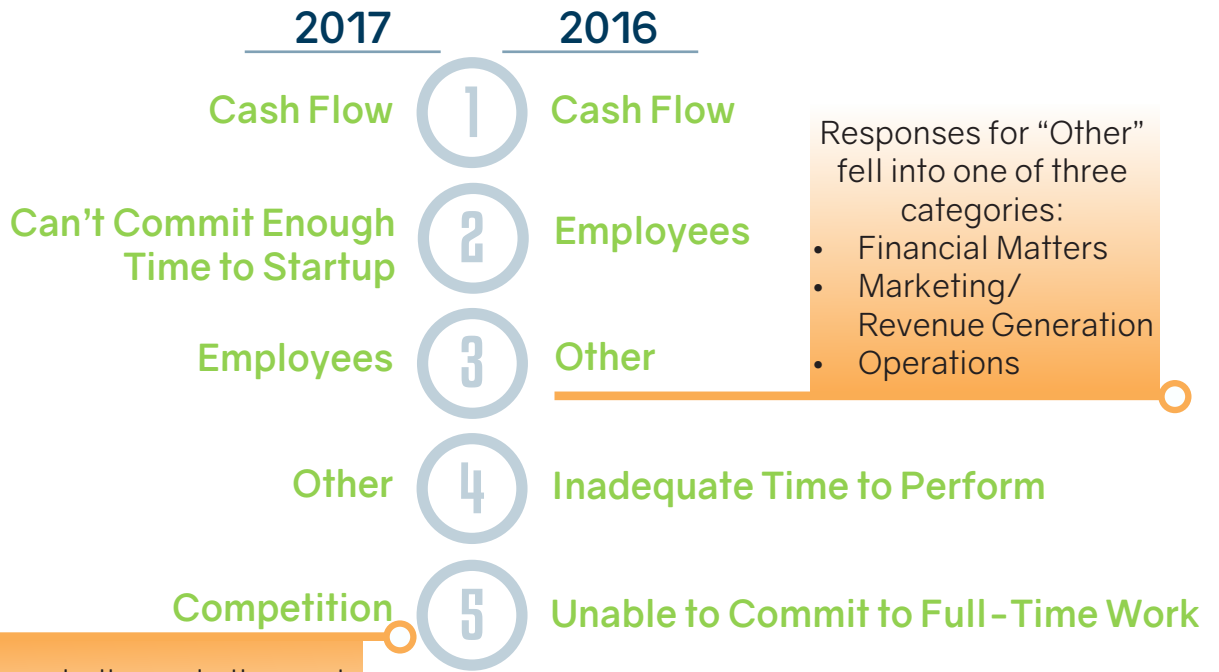 2017 2016
Cash Flow 1 Cash Flow
Can't Commit Enough
Time to Startup 2 Employees
Employees 3 Other
Other 4 Inadequate Time to Perform
Competition 5 Unable to Commit to Full-Time Work
Responses for “Other”
fell into one of three
categories:
• Financial Matters
• Marketing/
Revenue Generation
• Operations